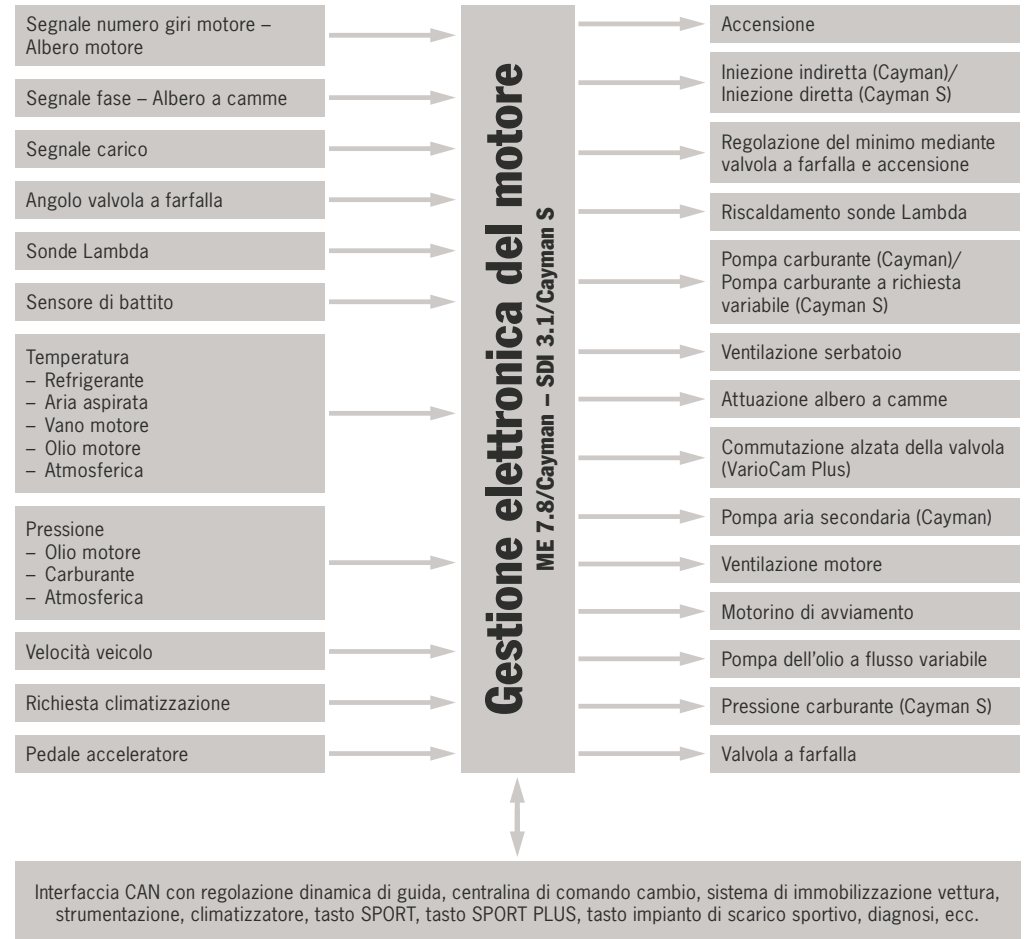 Segnale numero giri motore –
Albero motore
Segnale fase – Albero a camme
Segnale carico
Angolo valvola a farfalla
Sonde Lambda
Sensore di battito
Temperatura
– Refrigerante
– Aria aspirata
– Vano motore
– Olio motore
– Atmosferica
Pressione
– Olio motore
– Carburante
– Atmosferica
Velocità veicolo
Richiesta climatizzazione
Pedale acceleratore
Gestione elettronica del motore
ME 7.8/Cayman – SDI 3.1/Cayman S
Accensione
Iniezione indiretta (Cayman)/
Iniezione diretta (Cayman S)
Regolazione del minimo mediante
valvola a farfalla e accensione
Riscaldamento sonde Lambda
Pompa carburante (Cayman)/
Pompa carburante a richiesta
variabile (Cayman S)
Ventilazione serbatoio
Attuazione albero a camme
Commutazione alzata della valvola
(VarioCam Plus)
Pompa aria secondaria (Cayman)
Ventilazione motore
Motorino di avviamento
Pompa dell'olio a flusso variabile
Pressione carburante (Cayman S)
Valvola a farfalla
Interfaccia CAN con regolazione dinamica di guida, centralina di comando cambio, sistema di immobilizzazione vettura,
strumentazione, climatizzatore, tasto SPORT, tasto SPORT PLUS, tasto impianto di scarico sportivo, diagnosi, ecc.